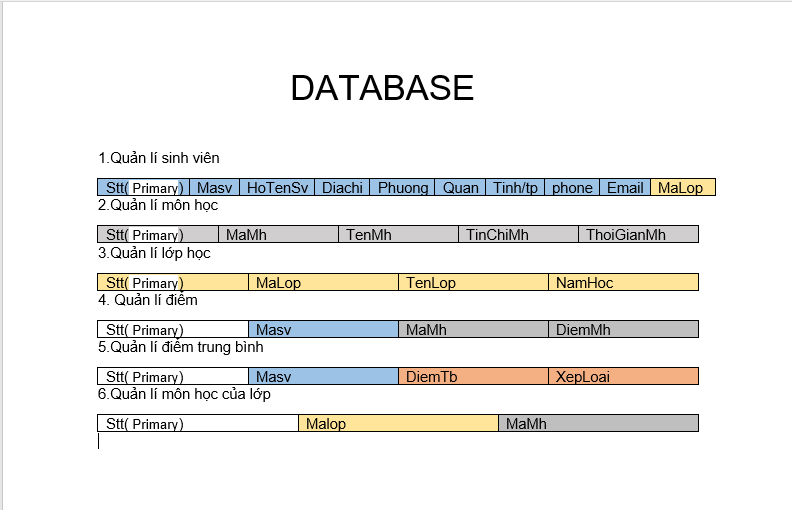 DATABASE
1.Quản lí sinh viên
Stt( Primary) Masv HoTenSv Diachi Phuong Quan Tinh/tp phone Email MaLop
2.Quản lí môn học
Stt( Primary) MaMh TenMh TinChiMh ThoiGianMh
3.Quản lí lớp học
Stt( Primary) MaLop TenLop NamHoc
4. Quản lí điểm
Stt( Primary) Masv MaMh DiemMh
5.Quản lí điểm trung bình
Stt( Primary) Masv DiemTb XepLoai
6.Quản lí môn học của lớp
Stt( Primary) Malop MaMh